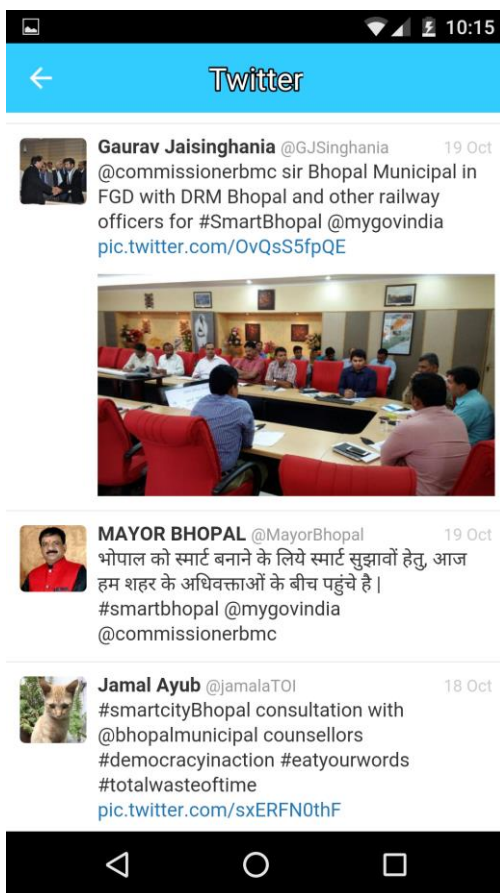 10:15
Twitter
Gaurav Jaisinghania @GJSinghania 19 Oct
@commissionerbmc sir Bhopal Municipal in
FGD with DRM Bhopal and other railway
officers for #SmartBhopal @mygovindia
pic.twitter.com/OvQsS5fpQE
MAYOR BHOPAL @MayorBhopal 19 Oct
भोपाल को स्मार्ट बनाने के लिये स्मार्ट सुझावों हेतु, आज
हम शहर के अधिवक्ताओं के बीच पहुंचे है |
#smartbhopal @mygovindia
@commissionerbmc
Jamal Ayub @jamalaTOI 18 Oct
#smartcityBhopal consultation with
@bhopalmunicipal counsellors
#democracyinaction #eatyourwords
#totalwasteoftime
pic.twitter.com/sxERFN0thF